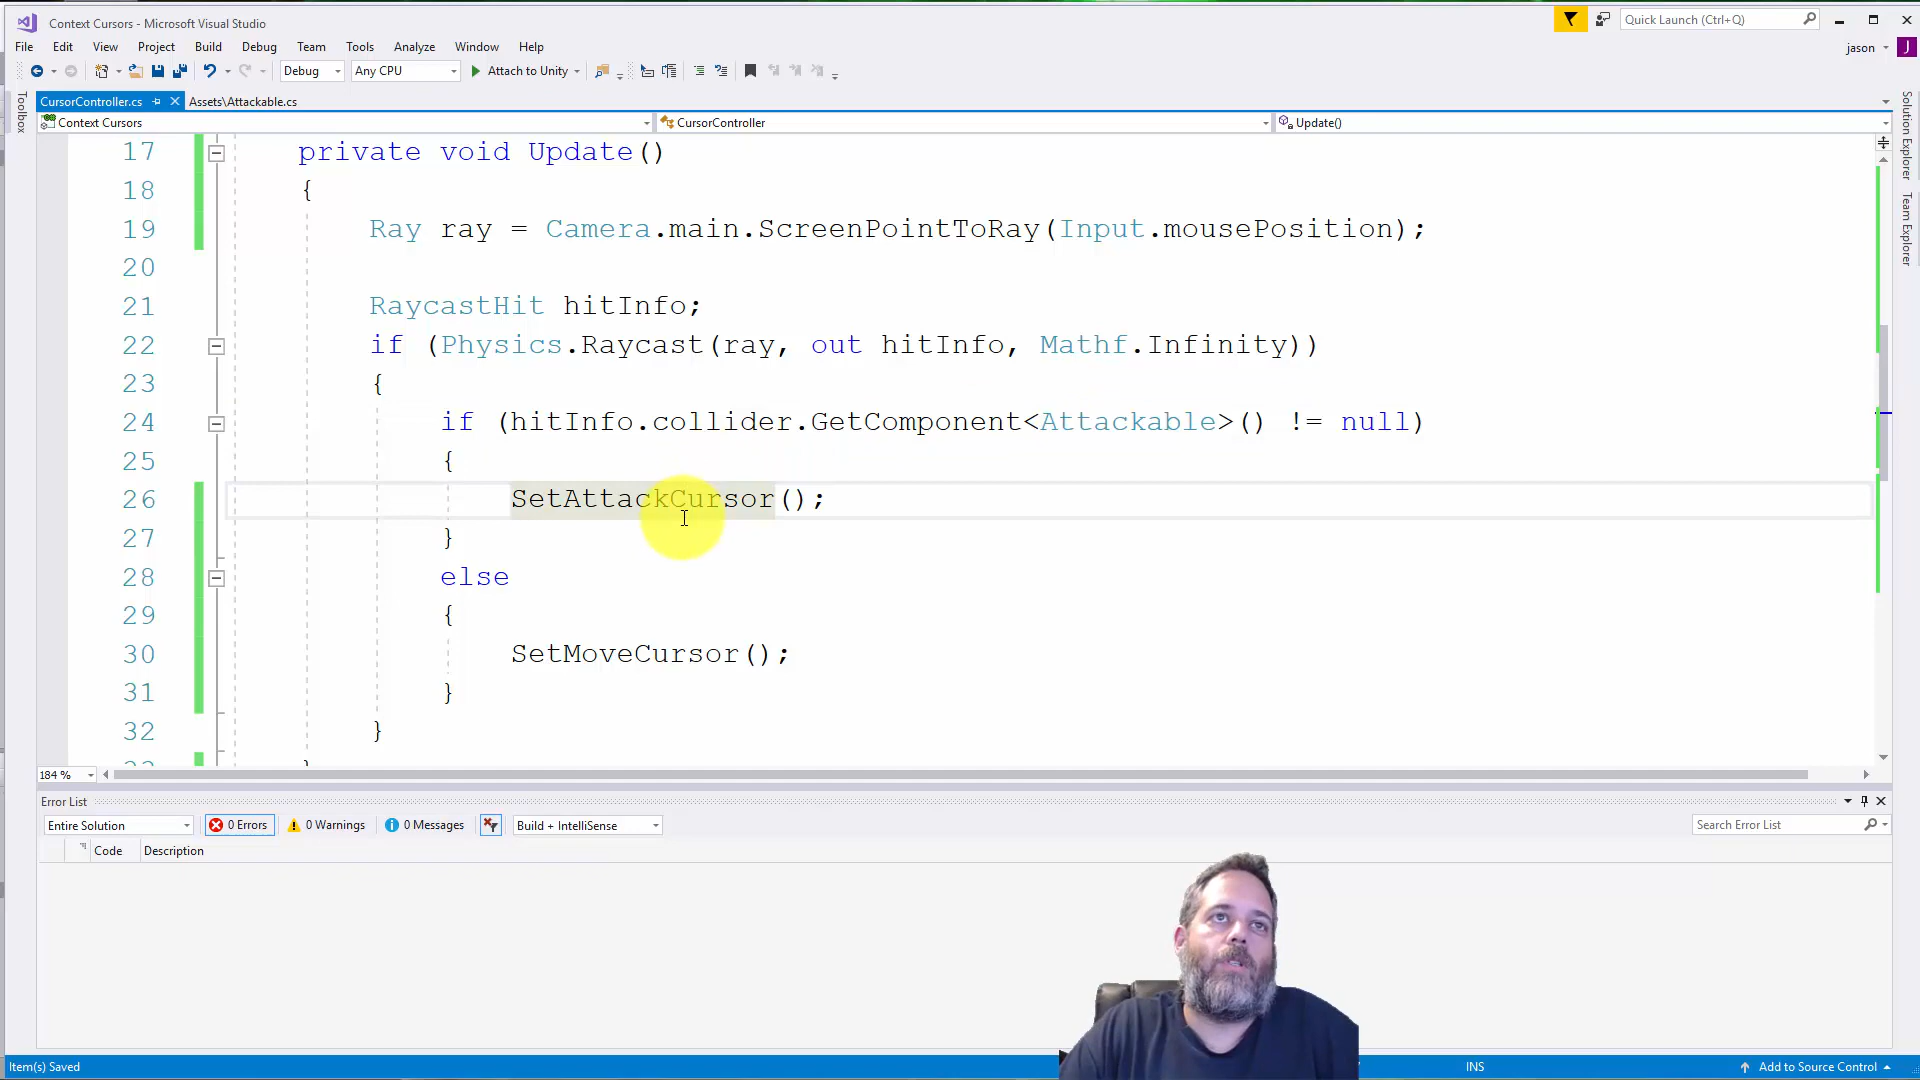 Context Cursors - Microsoft Visual Studio
Quick Launch (Ctrl+Q)
File Edit View Project Build Debug Team Tools Analyze Window Help
jason J
Debug Any CPU Attach to Unity
CursorController.cs Assets\Attackable.cs
Context Cursors CursorController Update()
Toolbox
Solution Explorer
Team Explorer
17 private void Update()
18 {
19 Ray ray = Camera.main.ScreenPointToRay(Input.mousePosition);
20
21 RaycastHit hitInfo;
22 if (Physics.Raycast(ray, out hitInfo, Mathf.Infinity))
23 {
24 if (hitInfo.collider.GetComponent<Attackable>() != null)
25 {
26 SetAttackCursor();
27 }
28 else
29 {
30 SetMoveCursor();
31 }
32 }
184 %
Error List
Entire Solution 0 Errors 0 Warnings 0 Messages Build + IntelliSense Search Error List
Code Description
Item(s) Saved INS Add to Source Control